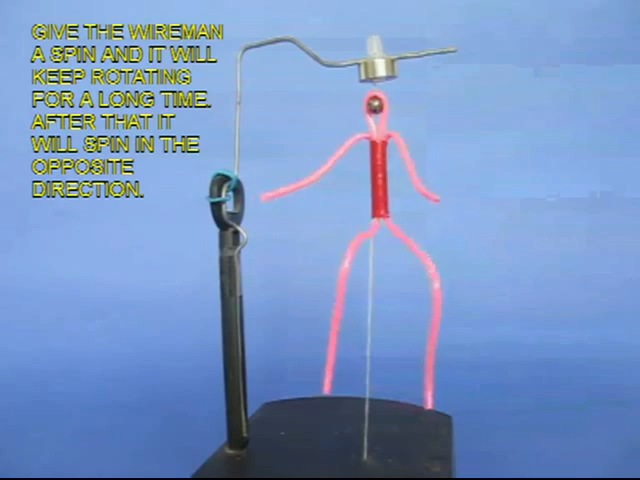 GIVE THE WIREMAN
A SPIN AND IT WILL
KEEP ROTATING
FOR A LONG TIME.
AFTER THAT IT
WILL SPIN IN THE
OPPOSITE
DIRECTION.